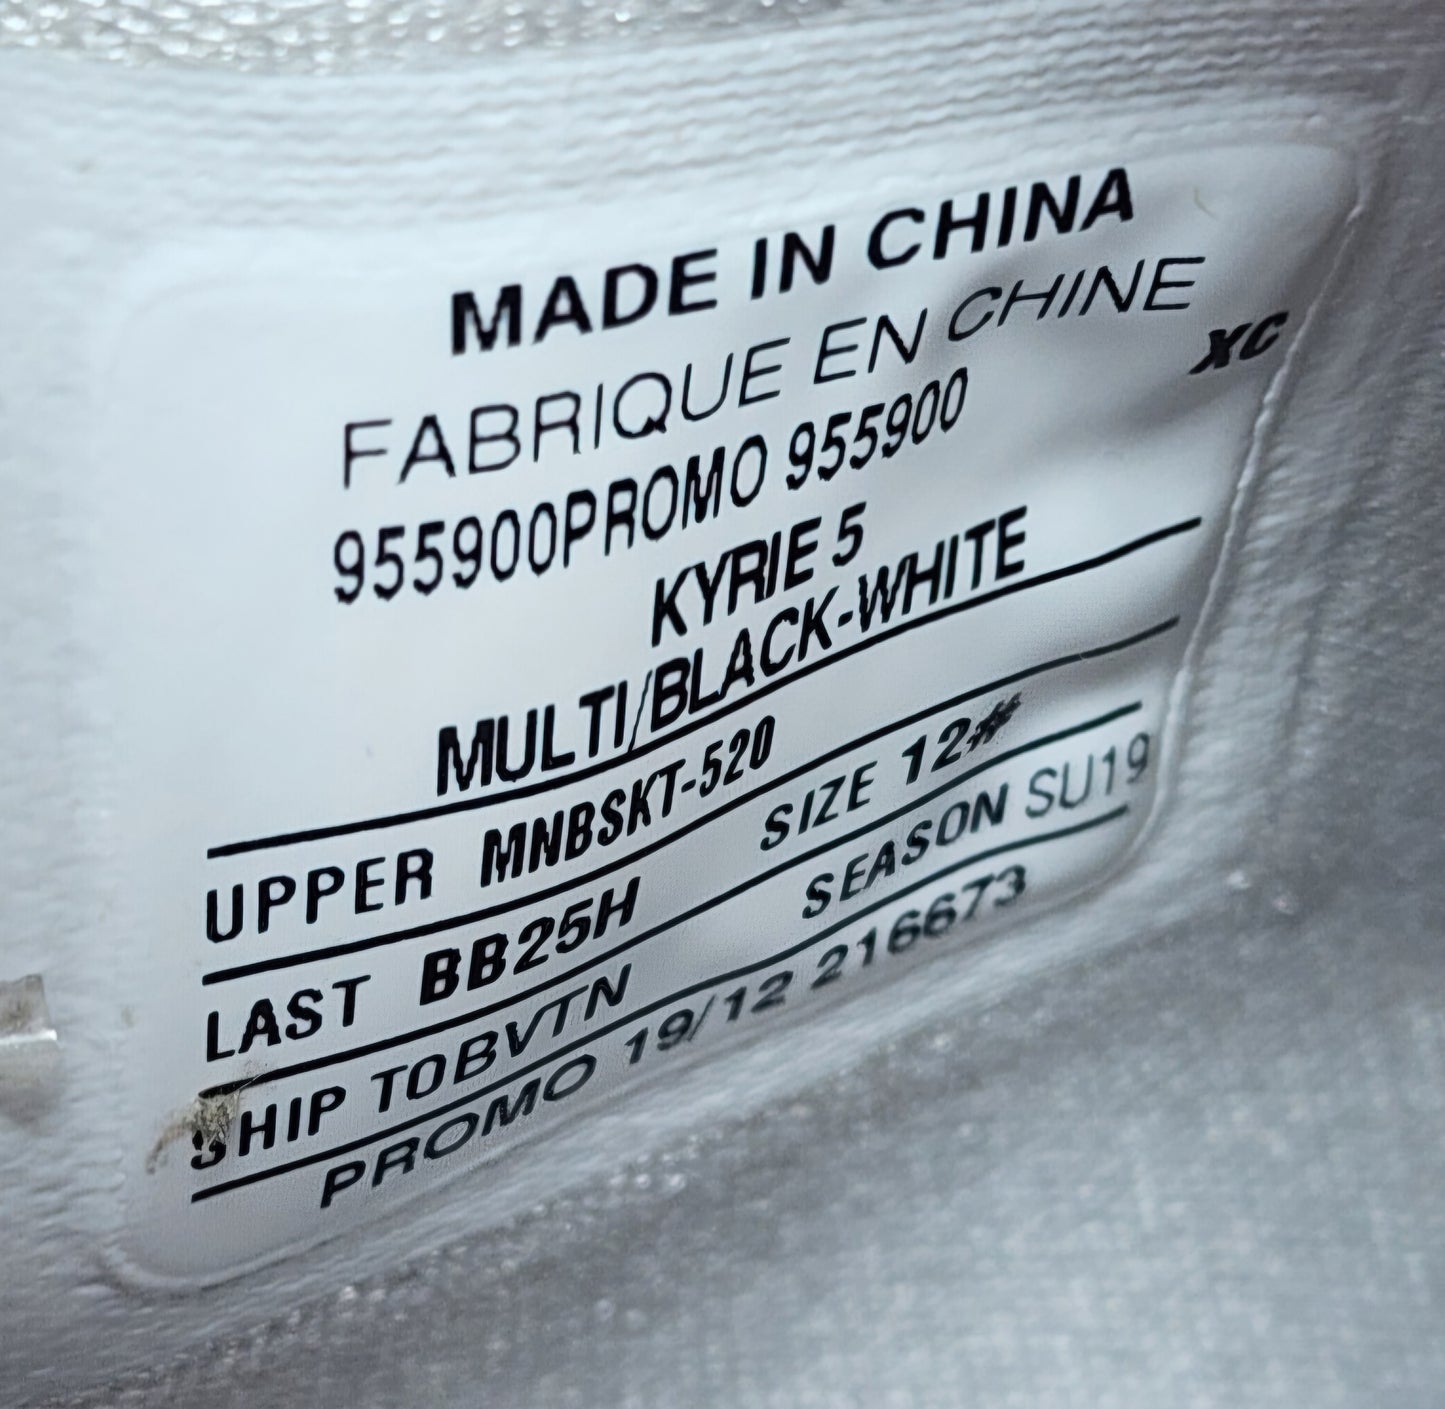 MADE IN CHINA
FABRIQUE EN CHINE
XC
955900PROMO 955900
KYRIE 5
MULTI/BLACK-WHITE
UPPER MNBSKT-520
SIZE 12#
LAST BB25H
SEASON SU19
SHIP TOBVTN
PROMO 19/12 216673